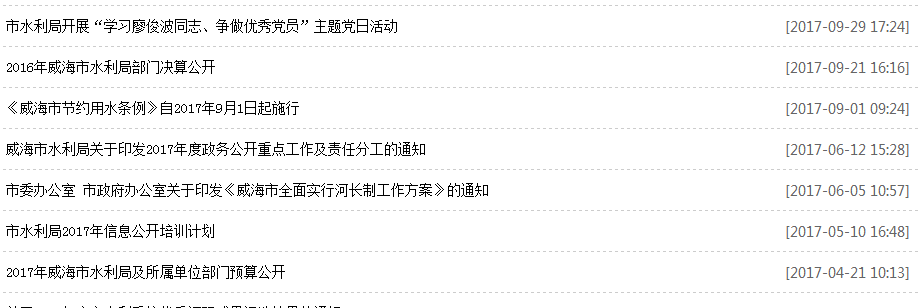 市水利局开展“学习廖俊波同志、争做优秀党员”主题党日活动 [2017-09-29 17:24]
2016年威海市水利局部门决算公开 [2017-09-21 16:16]
《威海市节约用水条例》自2017年9月1日起施行 [2017-09-01 09:24]
威海市水利局关于印发2017年度政务公开重点工作及责任分工的通知 [2017-06-12 15:28]
市委办公室 市政府办公室关于印发《威海市全面实行河长制工作方案》的通知 [2017-06-05 10:57]
市水利局2017年信息公开培训计划 [2017-05-10 16:48]
2017年威海市水利局及所属单位部门预算公开 [2017-04-21 10:13]